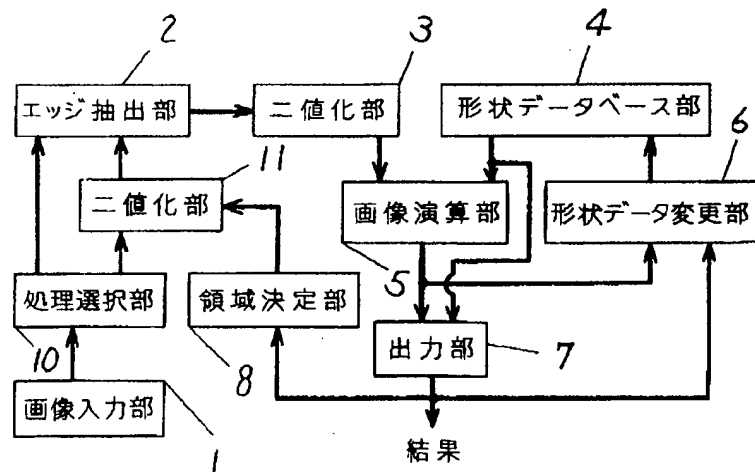 2
3
4
エッジ抽出部
二値化部
形状データベース部
6
11
二値化部
画像演算部
形状データ変更部
5
処理選択部
領域決定部
10
8
出力部
7
画像入力部
1
結果